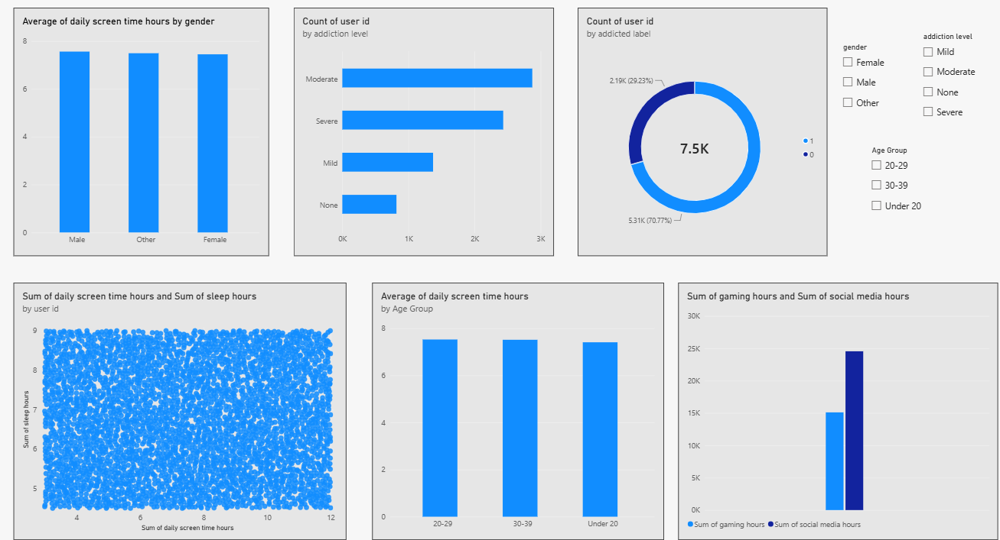 Average of daily screen time hours by gender
8
6
4
2
0
Male
Other
Female
Count of user id
by addiction level
Moderate
Severe
Mild
None
0K
1K
2K
3K
Count of user id
by addicted label
2.19K (29.23%)
7.5K
5.31K (70.77%)
1
0
gender
Female
Male
Other
addiction level
Mild
Moderate
None
Severe
Age Group
20-29
30-39
Under 20
Sum of daily screen time hours and Sum of sleep hours
by user id
Sum of sleep hours
9
8
7
6
5
4
6
8
10
12
Sum of daily screen time hours
Average of daily screen time hours
by Age Group
8
6
4
2
0
20-29
30-39
Under 20
Sum of gaming hours and Sum of social media hours
30K
25K
20K
15K
10K
5K
0K
Sum of gaming hours
Sum of social media hours